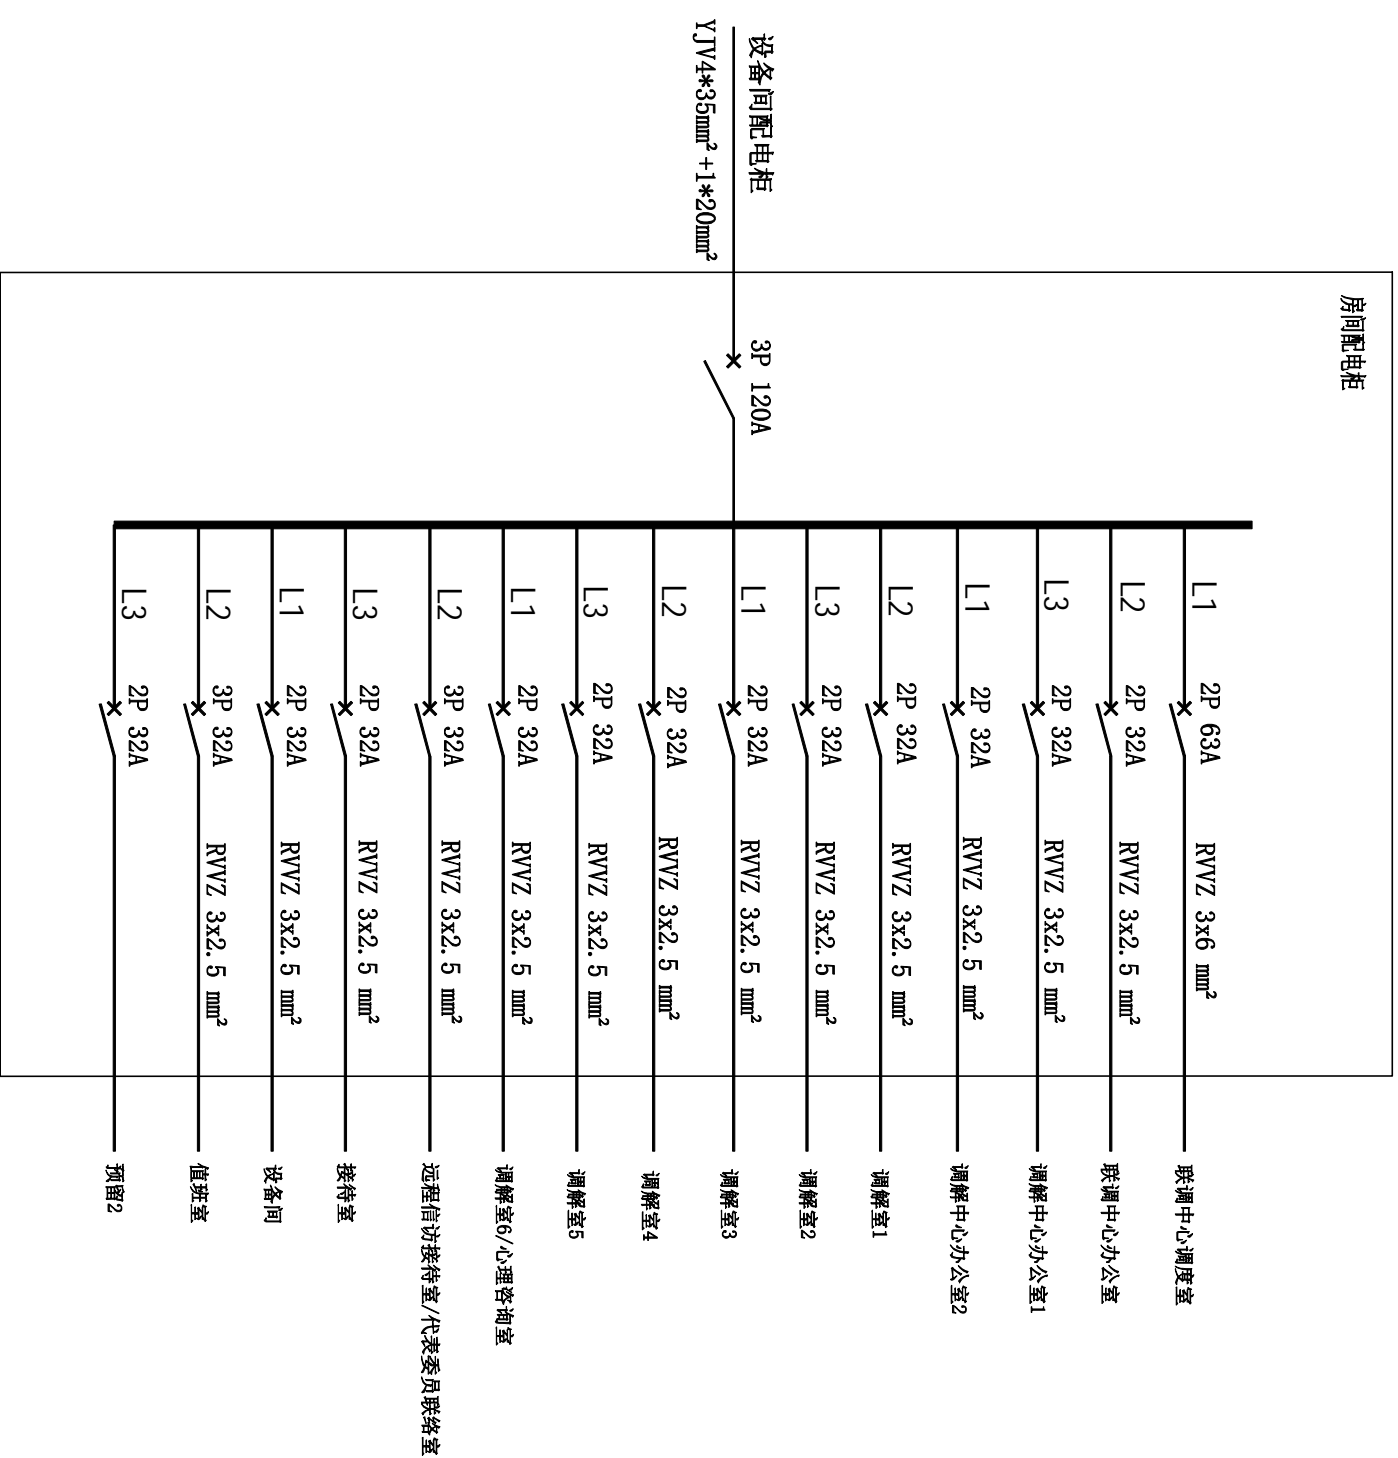 设备间配电柜
YJV4*35mm²+1*20mm²
房间配电柜
3P 120A
L1 2P 63A RVVZ 3x6 mm² 联调中心调度室
L2 2P 32A RVVZ 3x2.5 mm² 联调中心办公室
L3 2P 32A RVVZ 3x2.5 mm² 调解中心办公室1
L1 2P 32A RVVZ 3x2.5 mm² 调解中心办公室2
L2 2P 32A RVVZ 3x2.5 mm² 调解室1
L3 2P 32A RVVZ 3x2.5 mm² 调解室2
L1 2P 32A RVVZ 3x2.5 mm² 调解室3
L2 2P 32A RVVZ 3x2.5 mm² 调解室4
L3 2P 32A RVVZ 3x2.5 mm² 调解室5
L1 2P 32A RVVZ 3x2.5 mm² 调解室6/心理咨询室
L2 3P 32A RVVZ 3x2.5 mm² 远程信访接待室/代表委员联络室
L3 2P 32A RVVZ 3x2.5 mm² 接待室
L1 2P 32A RVVZ 3x2.5 mm² 设备间
L2 3P 32A RVVZ 3x2.5 mm² 值班室
L3 2P 32A 预留2